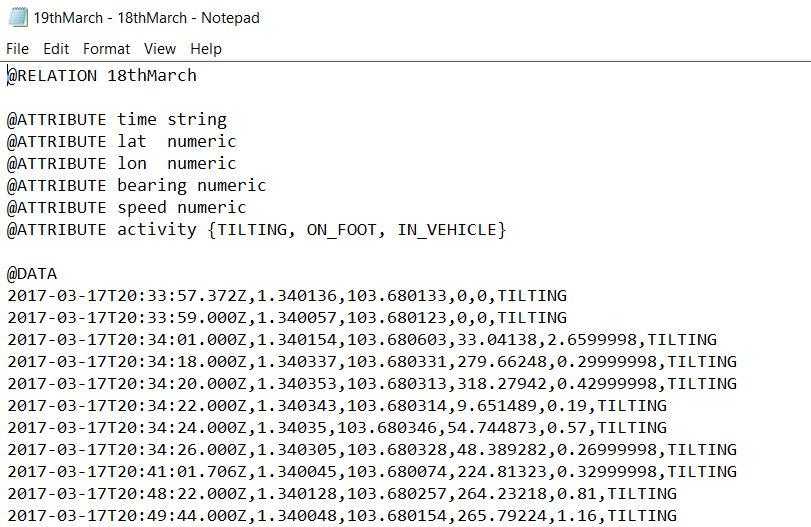 19thMarch - 18thMarch - Notepad
File Edit Format View Help
@RELATION 18thMarch
@ATTRIBUTE time string
@ATTRIBUTE lat  numeric
@ATTRIBUTE lon  numeric
@ATTRIBUTE bearing numeric
@ATTRIBUTE speed numeric
@ATTRIBUTE activity {TILTING, ON_FOOT, IN_VEHICLE}
@DATA
2017-03-17T20:33:57.372Z,1.340136,103.680133,0,0,TILTING
2017-03-17T20:33:59.000Z,1.340057,103.680123,0,0,TILTING
2017-03-17T20:34:01.000Z,1.340154,103.680603,33.04138,2.6599998,TILTING
2017-03-17T20:34:18.000Z,1.340337,103.680331,279.66248,0.29999998,TILTING
2017-03-17T20:34:20.000Z,1.340353,103.680313,318.27942,0.42999998,TILTING
2017-03-17T20:34:22.000Z,1.340343,103.680314,9.651489,0.19,TILTING
2017-03-17T20:34:24.000Z,1.34035,103.680346,54.744873,0.57,TILTING
2017-03-17T20:34:26.000Z,1.340305,103.680328,48.389282,0.26999998,TILTING
2017-03-17T20:41:01.706Z,1.340045,103.680074,224.81323,0.32999998,TILTING
2017-03-17T20:48:22.000Z,1.340128,103.680257,264.23218,0.81,TILTING
2017-03-17T20:49:44.000Z,1.340048,103.680154,265.79224,1.16,TILTING